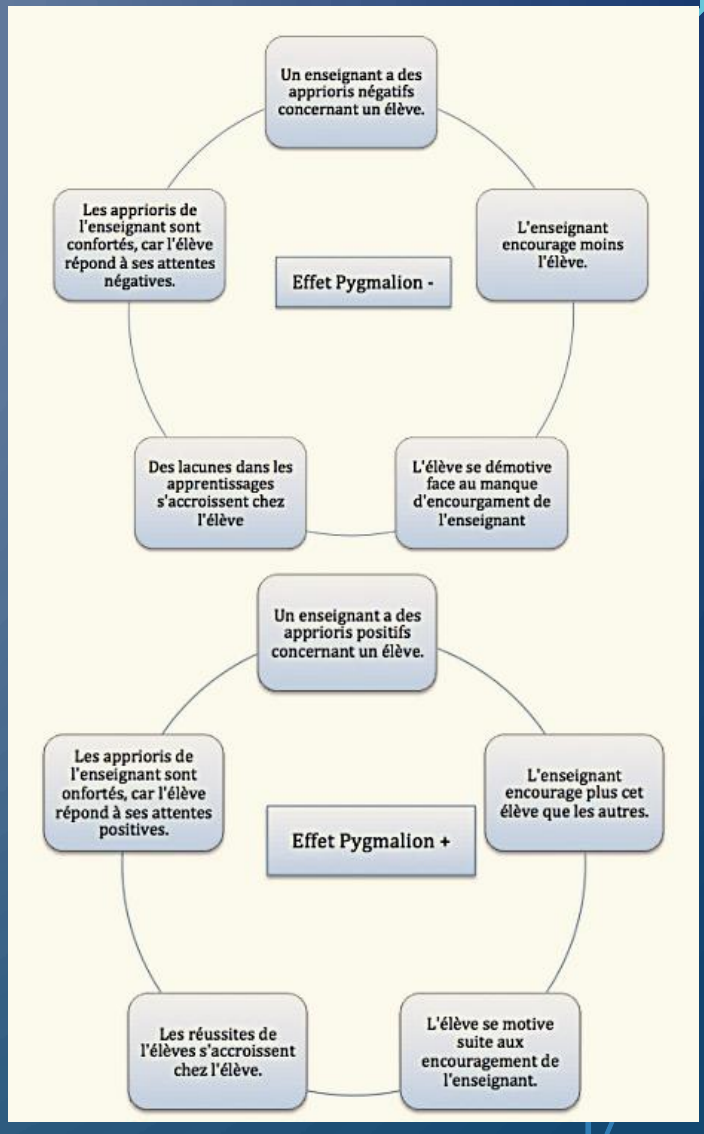 Un enseignant a des
apprioris négatifs
concernant un élève.
L'enseignant
encourage moins
l'élève.
L'élève se démotive
face au manque
d'encourgament de
l'enseignant
Des lacunes dans les
apprentissages
s'accroissent chez
l'élève
Les apprioris de
l'enseignant sont
confortés, car l'élève
répond à ses attentes
négatives.
Effet Pygmalion -
Un enseignant a des
apprioris positifs
concernant un élève.
L'enseignant
encourage plus cet
élève que les autres.
L'élève se motive
suite aux
encouragement de
l'enseignant.
Les réussites de
l'élèves s'accroissent
chez l'élève.
Les apprioris de
l'enseignant sont
onfortés, car l'élève
répond à ses attentes
positives.
Effet Pygmalion +